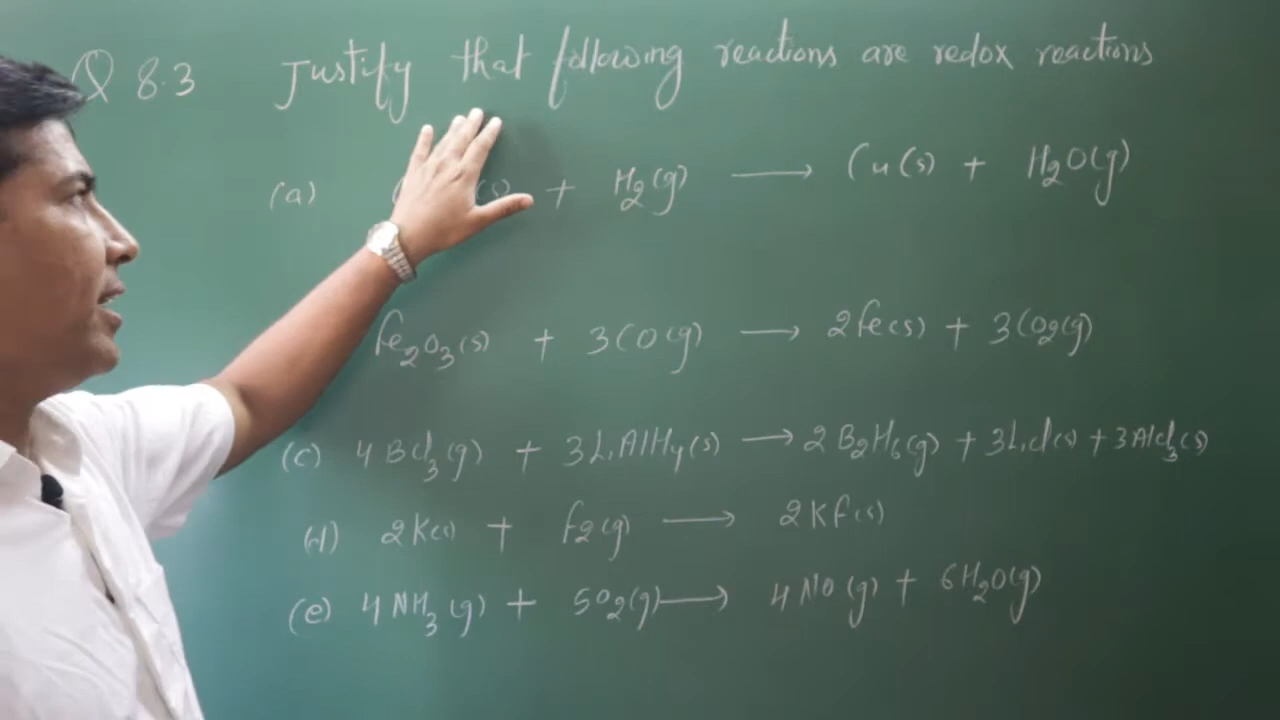 Q 8.3 Justify that following reactions are redox reactions
(a) (s) + H2(g) ⟶ Cu(s) + H2O(g)
Fe2O3(s) + 3CO(g) ⟶ 2Fe(s) + 3CO2(g)
(c) 4BCl3(g) + 3LiAlH4(s) ⟶ 2B2H6(g) + 3LiCl(s) + 3AlCl3(s)
(d) 2K(s) + F2(g) ⟶ 2KF(s)
(e) 4NH3(g) + 5O2(g) ⟶ 4NO(g) + 6H2O(g)